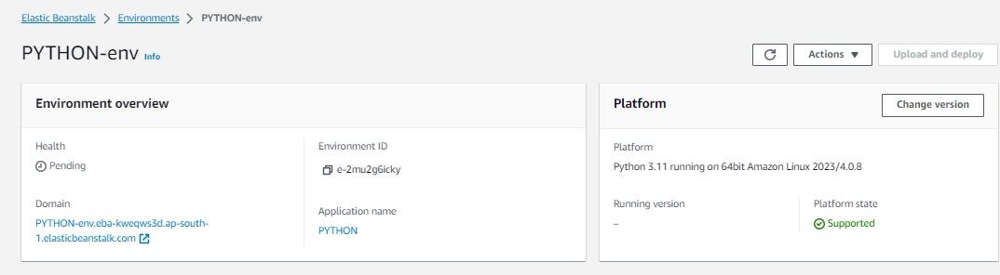 Elastic Beanstalk > Environments > PYTHON-env
PYTHON-env Info
Actions
Upload and deploy
Environment overview
Health
Pending
Environment ID
e-2mu2g6icky
Domain
PYTHON-env.eba-kweqws3d.ap-south-
1.elasticbeanstalk.com
Application name
PYTHON
Platform
Change version
Platform
Python 3.11 running on 64bit Amazon Linux 2023/4.0.8
Running version
–
Platform state
Supported